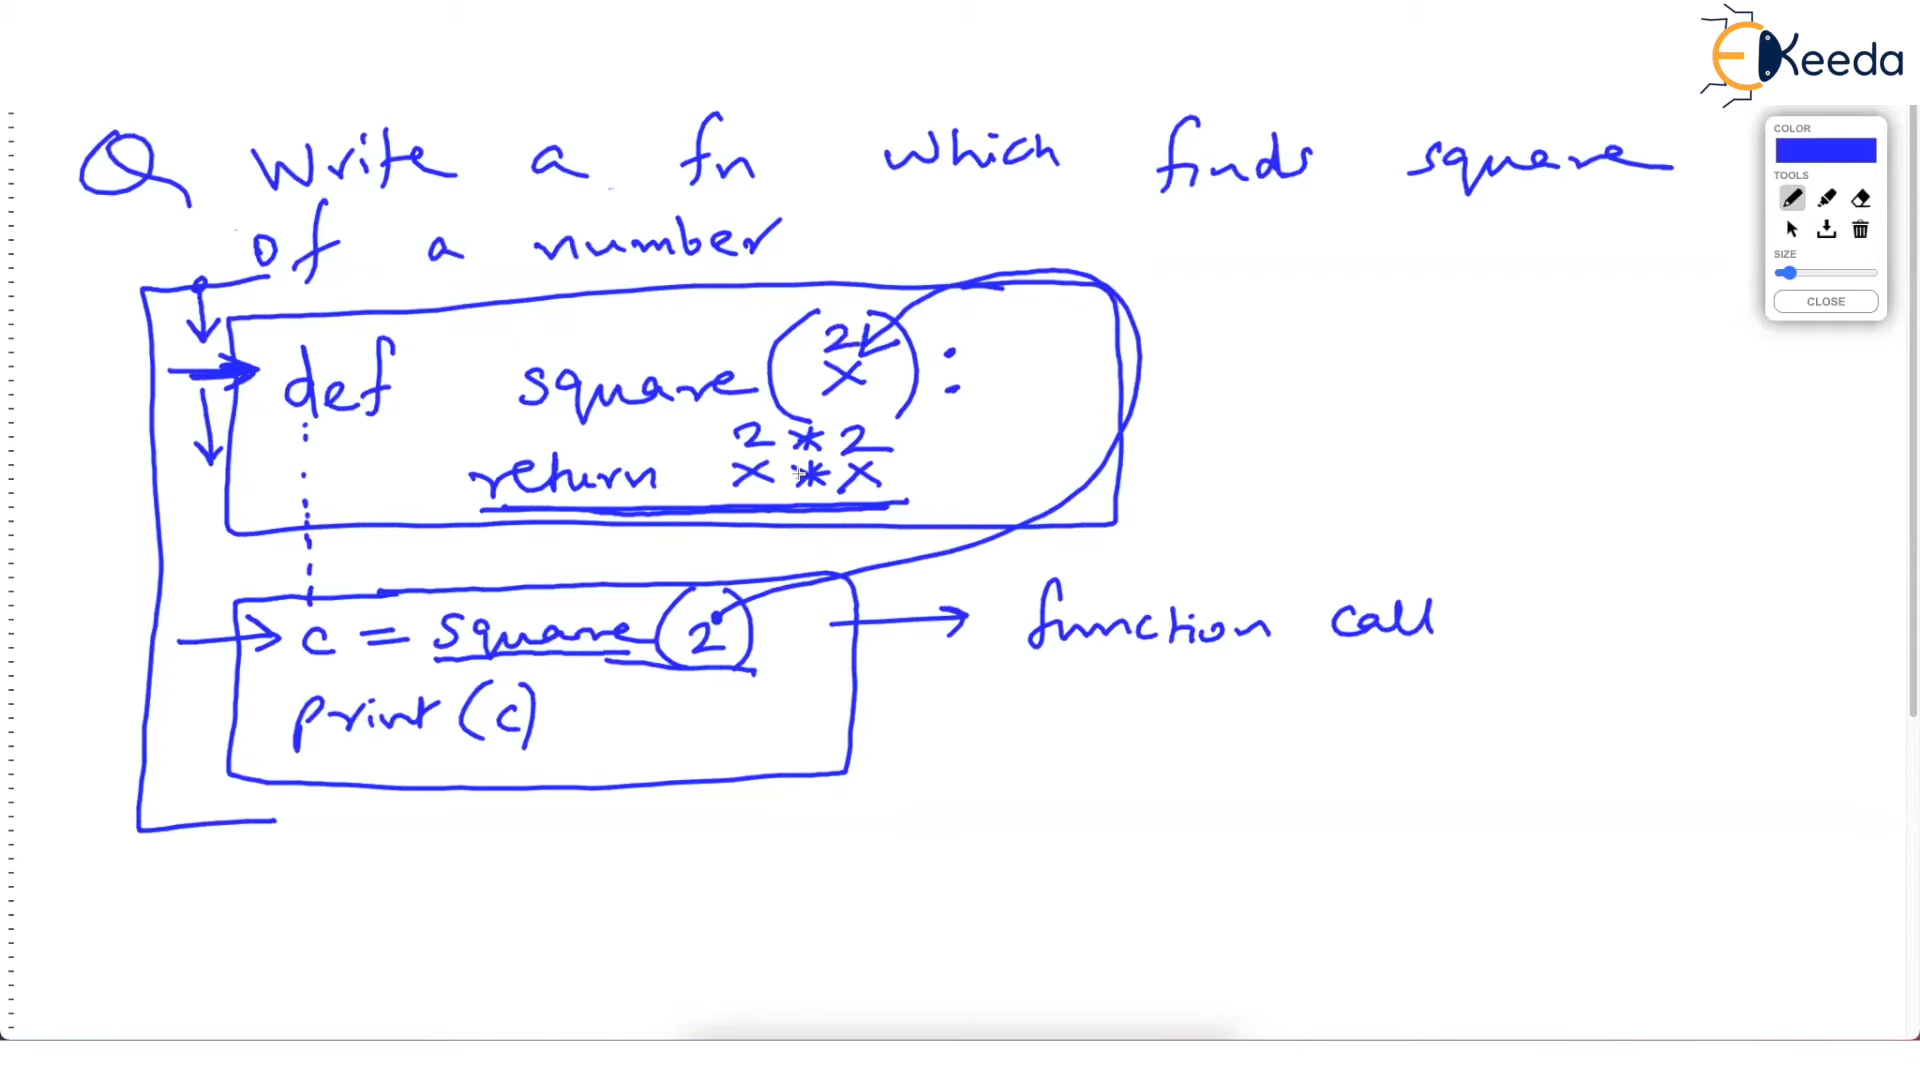 EKeeda
Q Write a fn which finds square
of a number
def square(x):
2
2 * 2
return x * x
c = square(2)
print(c)
→ function call
COLOR
TOOLS
SIZE
CLOSE